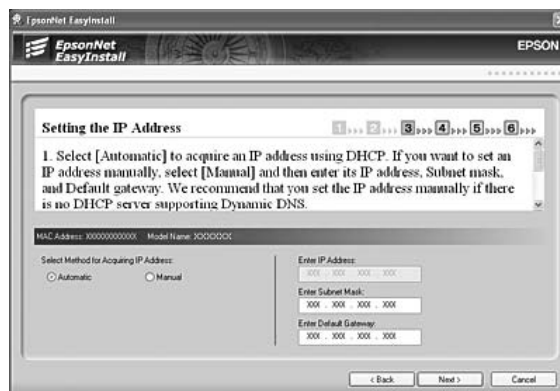 EpsonNet EasyInstall
EpsonNet
EasyInstall
EPSON
Setting the IP Address
1 2 3 4 5 6
1. Select [Automatic] to acquire an IP address using DHCP. If you want to set an
IP address manually, select [Manual] and then enter its IP address, Subnet mask,
and Default gateway. We recommend that you set the IP address manually if there
is no DHCP server supporting Dynamic DNS.
MAC Address: XXXXXXXXXXXX Model Name: XXXXXXX
Select Method for Acquiring IP Address:
Automatic
Manual
Enter IP Address:
XXX . XXX . XXX . XXX
Enter Subnet Mask:
XXX . XXX . XXX . XXX
Enter Default Gateway:
XXX . XXX . XXX . XXX
< Back
Next >
Cancel